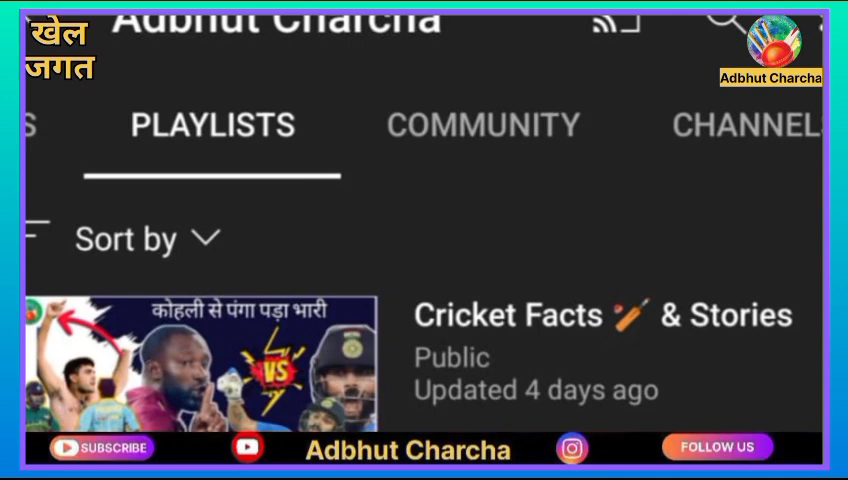 खेल
जगत
Adbhut Charcha
Adbhut Charcha
S
PLAYLISTS
COMMUNITY
CHANNELS
Sort by
कोहली से पंगा पड़ा भारी
VS
Cricket Facts 🏏 & Stories
Public
Updated 4 days ago
SUBSCRIBE
Adbhut Charcha
FOLLOW US